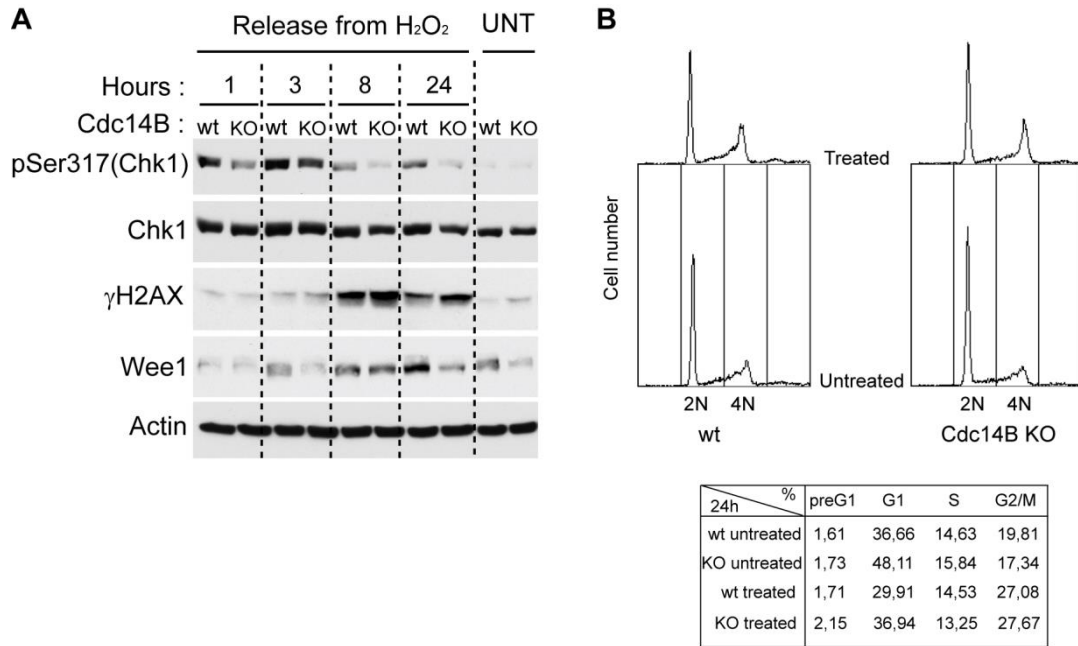 A
Release from H₂O₂ UNT
Hours : 1 3 8 24
Cdc14B : wt KO wt KO wt KO wt KO wt KO
pSer317(Chk1)
Chk1
γH2AX
Wee1
Actin
B
Cell number
Treated
Untreated
2N 4N 2N 4N
wt Cdc14B KO
24h % preG1 G1 S G2/M
wt untreated 1,61 36,66 14,63 19,81
KO untreated 1,73 48,11 15,84 17,34
wt treated 1,71 29,91 14,53 27,08
KO treated 2,15 36,94 13,25 27,67